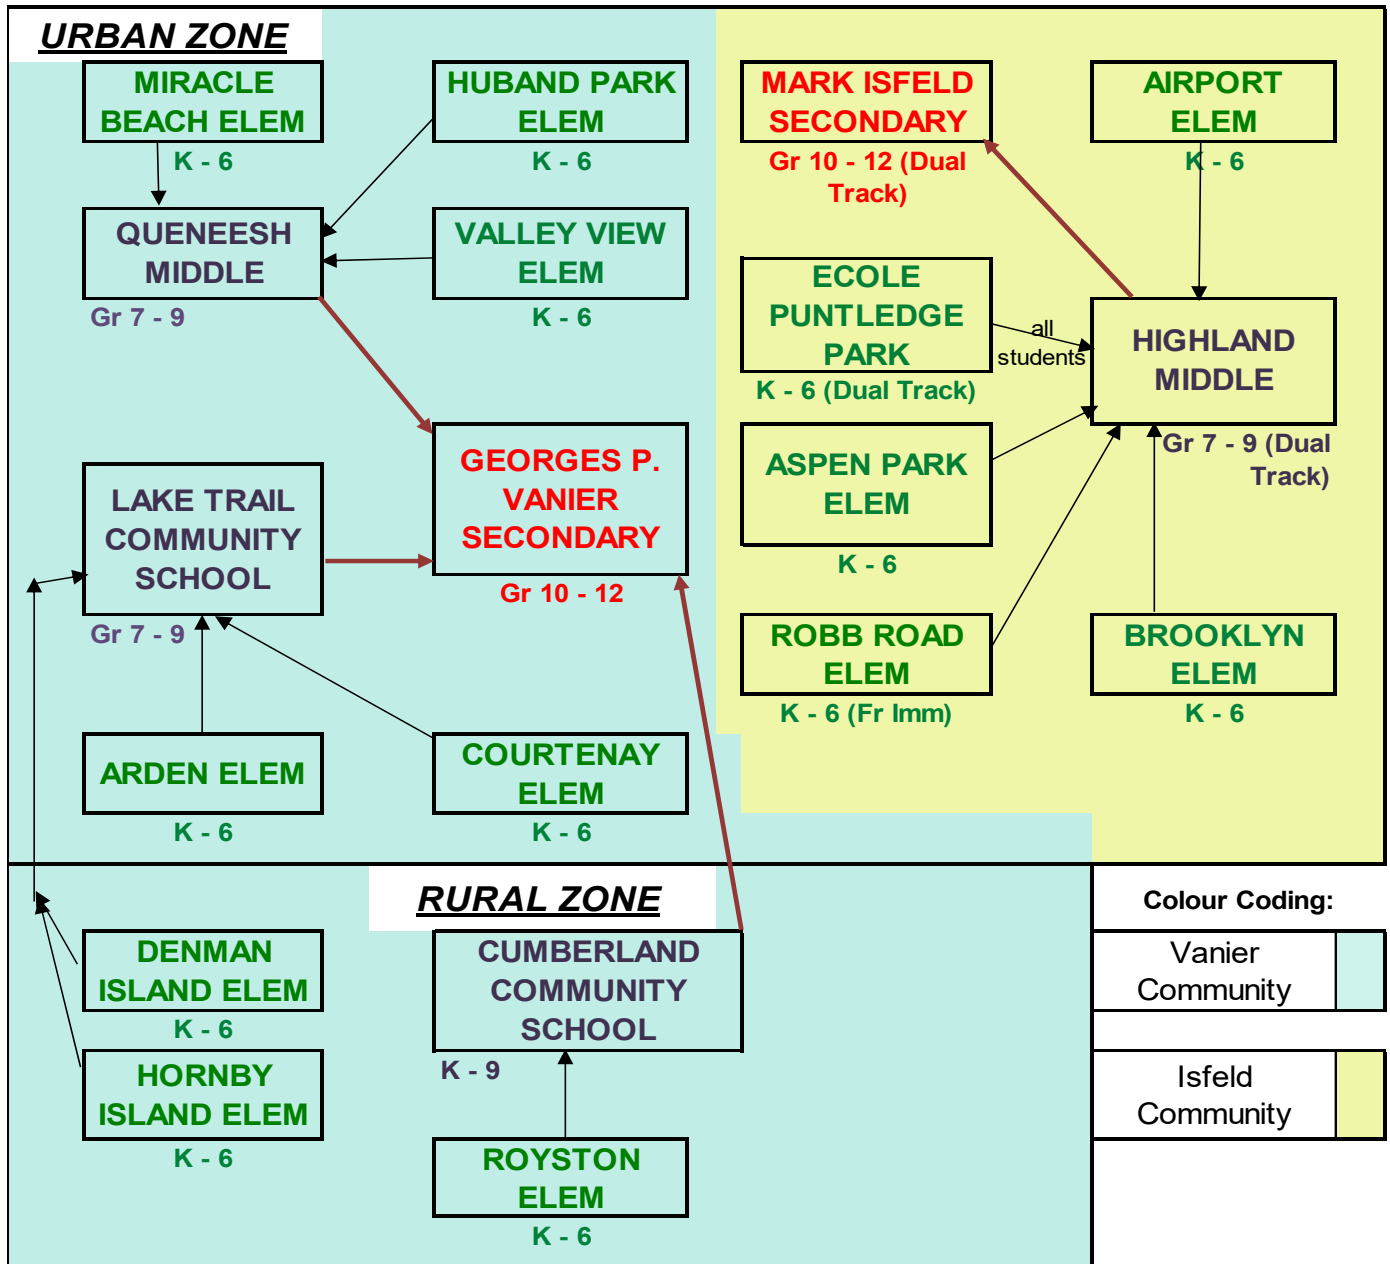 URBAN ZONE
MIRACLE
BEACH ELEM
K - 6
HUBAND PARK
ELEM
K - 6
MARK ISFELD
SECONDARY
Gr 10 - 12 (Dual
Track)
AIRPORT
ELEM
K - 6
QUENEESH
MIDDLE
Gr 7 - 9
VALLEY VIEW
ELEM
K - 6
ECOLE
PUNTLEDGE
PARK
K - 6 (Dual Track)
all
students
HIGHLAND
MIDDLE
Gr 7 - 9 (Dual
Track)
LAKE TRAIL
COMMUNITY
SCHOOL
Gr 7 - 9
GEORGES P.
VANIER
SECONDARY
Gr 10 - 12
ASPEN PARK
ELEM
K - 6
ROBB ROAD
ELEM
K - 6 (Fr Imm)
BROOKLYN
ELEM
K - 6
ARDEN ELEM
K - 6
COURTENAY
ELEM
K - 6
RURAL ZONE
DENMAN
ISLAND ELEM
K - 6
HORNBY
ISLAND ELEM
K - 6
CUMBERLAND
COMMUNITY
SCHOOL
K - 9
ROYSTON
ELEM
K - 6
Colour Coding:
Vanier
Community
Isfeld
Community